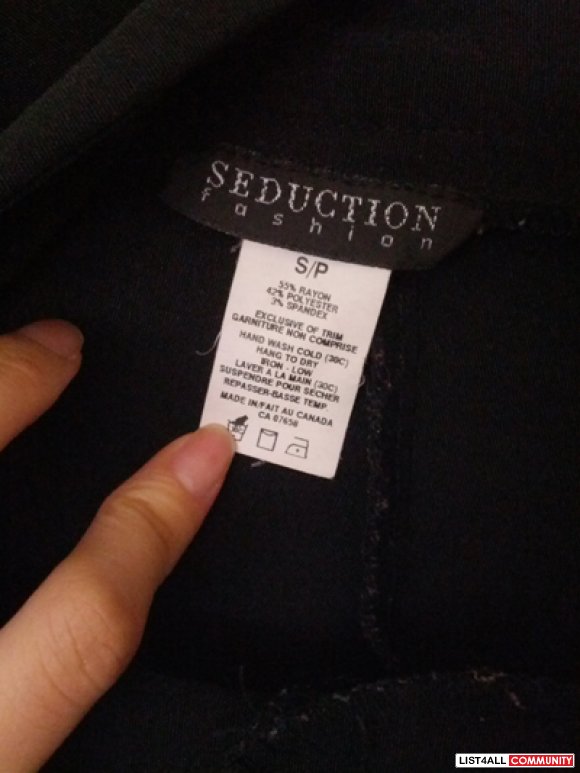 SEDUCTION
fashion
S/P
55% RAYON
42% POLYESTER
3% SPANDEX
EXCLUSIVE OF TRIM
GARNITURE NON COMPRISE
HAND WASH COLD (30C)
HANG TO DRY
IRON - LOW
LAVER A LA MAIN (30C)
SUSPENDRE POUR SECHER
REPASSER-BASSE TEMP.
MADE IN/FAIT AU CANADA
CA 07658
LIST4ALL COMMUNITY